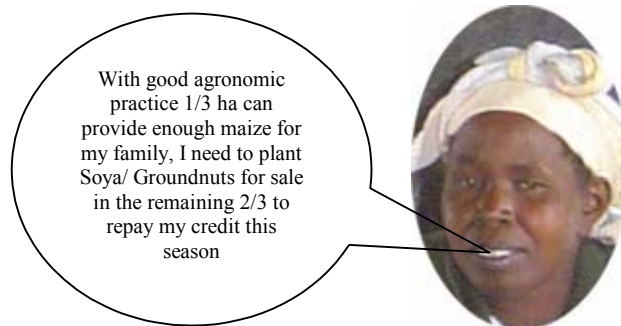 With good agronomic
practice 1/3 ha can
provide enough maize for
my family, I need to plant
Soya/ Groundnuts for sale
in the remaining 2/3 to
repay my credit this
season